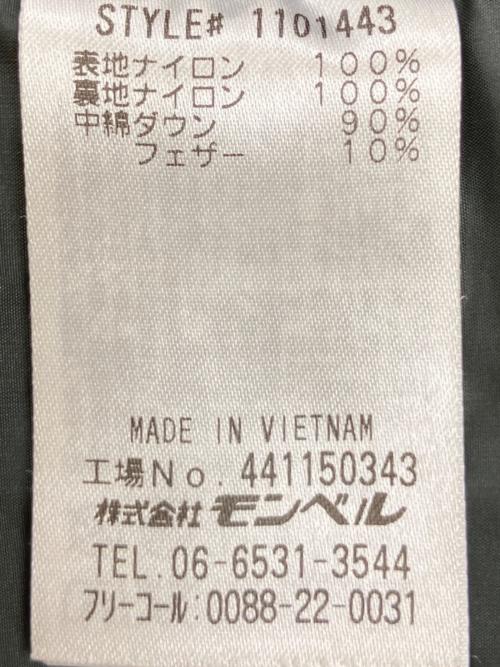 STYLE# 1101443
表地ナイロン 100%
裏地ナイロン 100%
中綿ダウン 90%
フェザー 10%
MADE IN VIETNAM
工場No. 441150343
株式会社モンベル
TEL.06-6531-3544
フリーコール:0088-22-0031